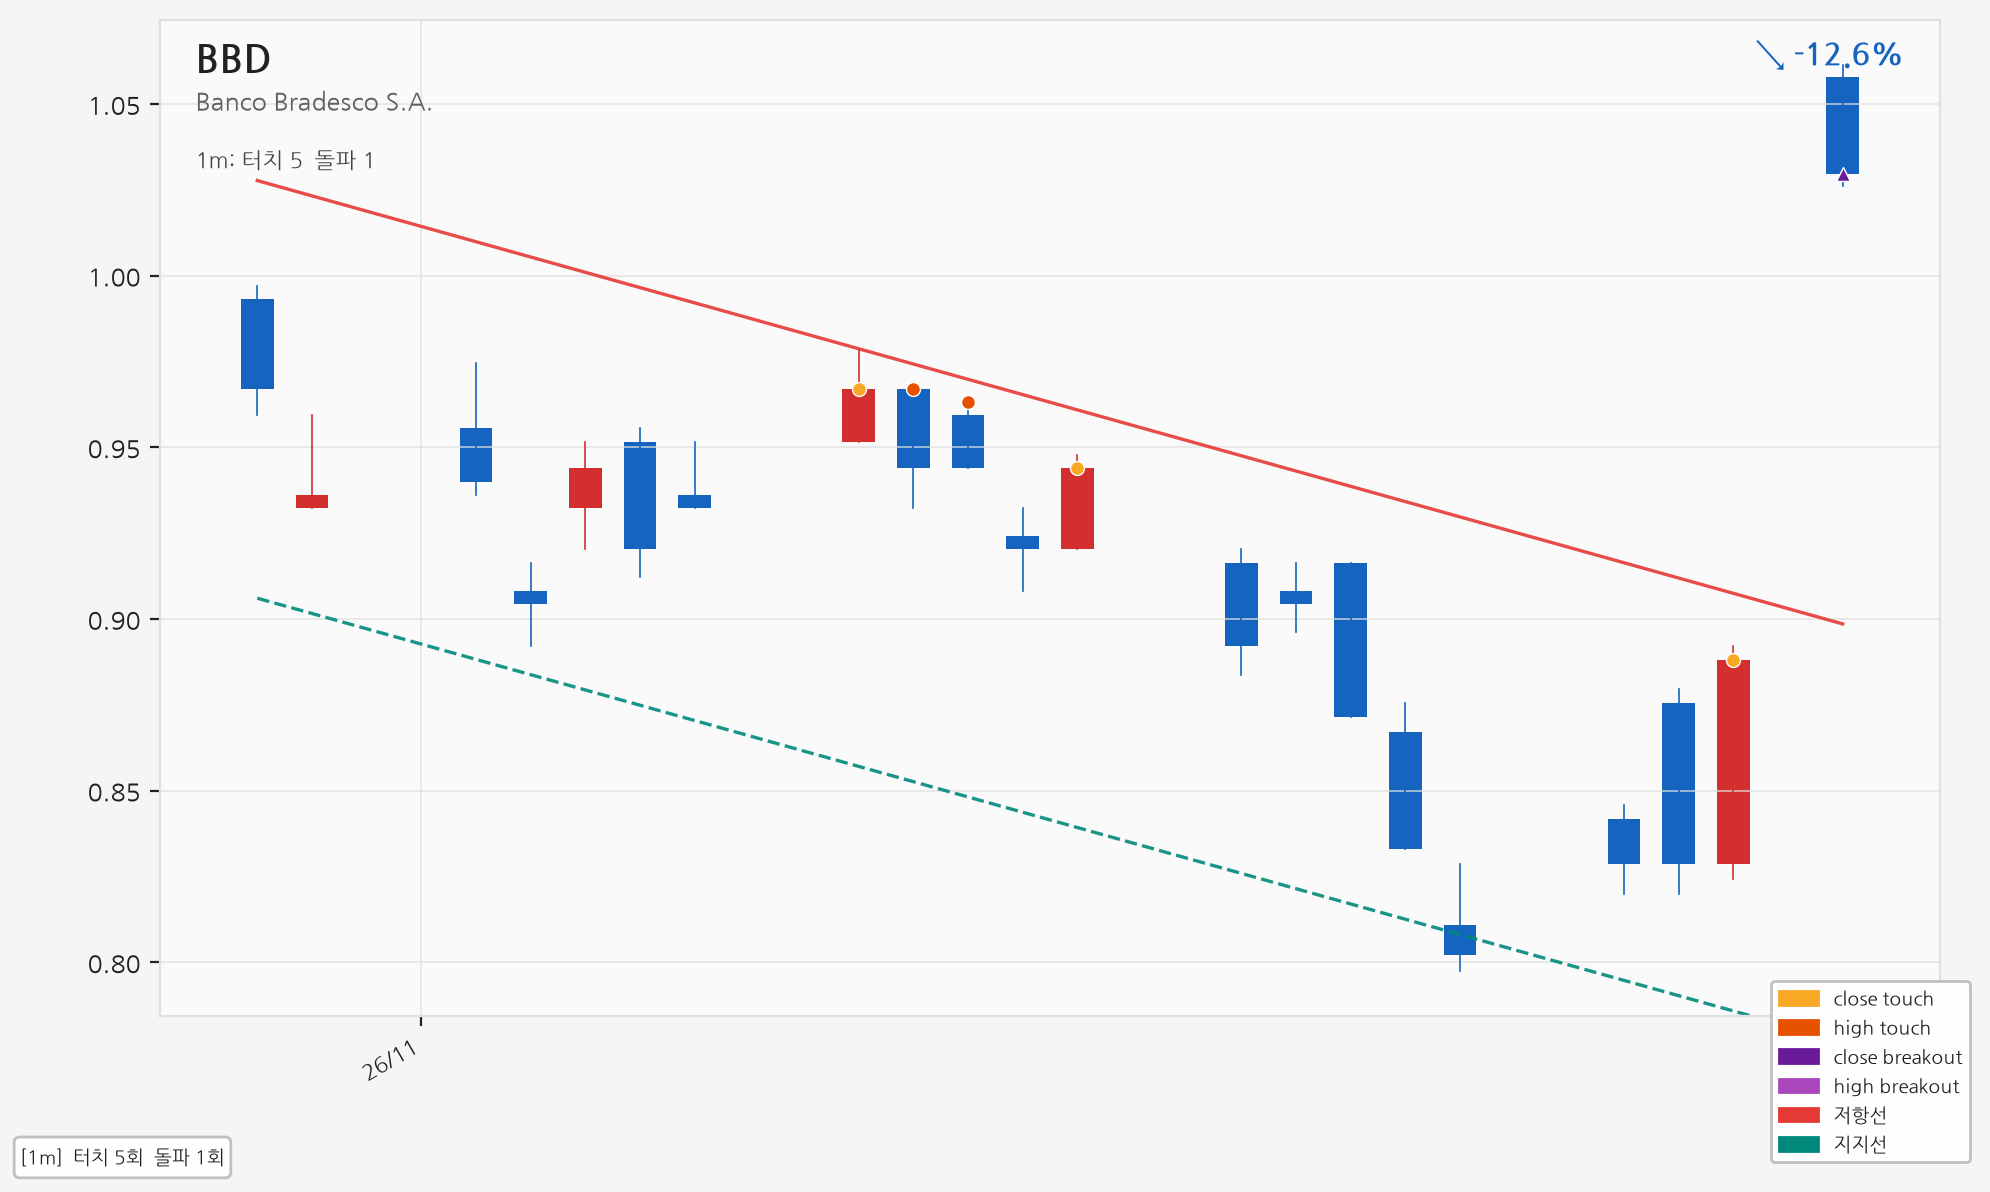 BBD
-12.6%
Banco Bradesco S.A.
1m: 터치 5 돌파 1
1.05
1.00
0.95
0.90
0.85
0.80
26/11
close touch
high touch
close breakout
high breakout
저항선
지지선
[1m] 터치 5회 돌파 1회